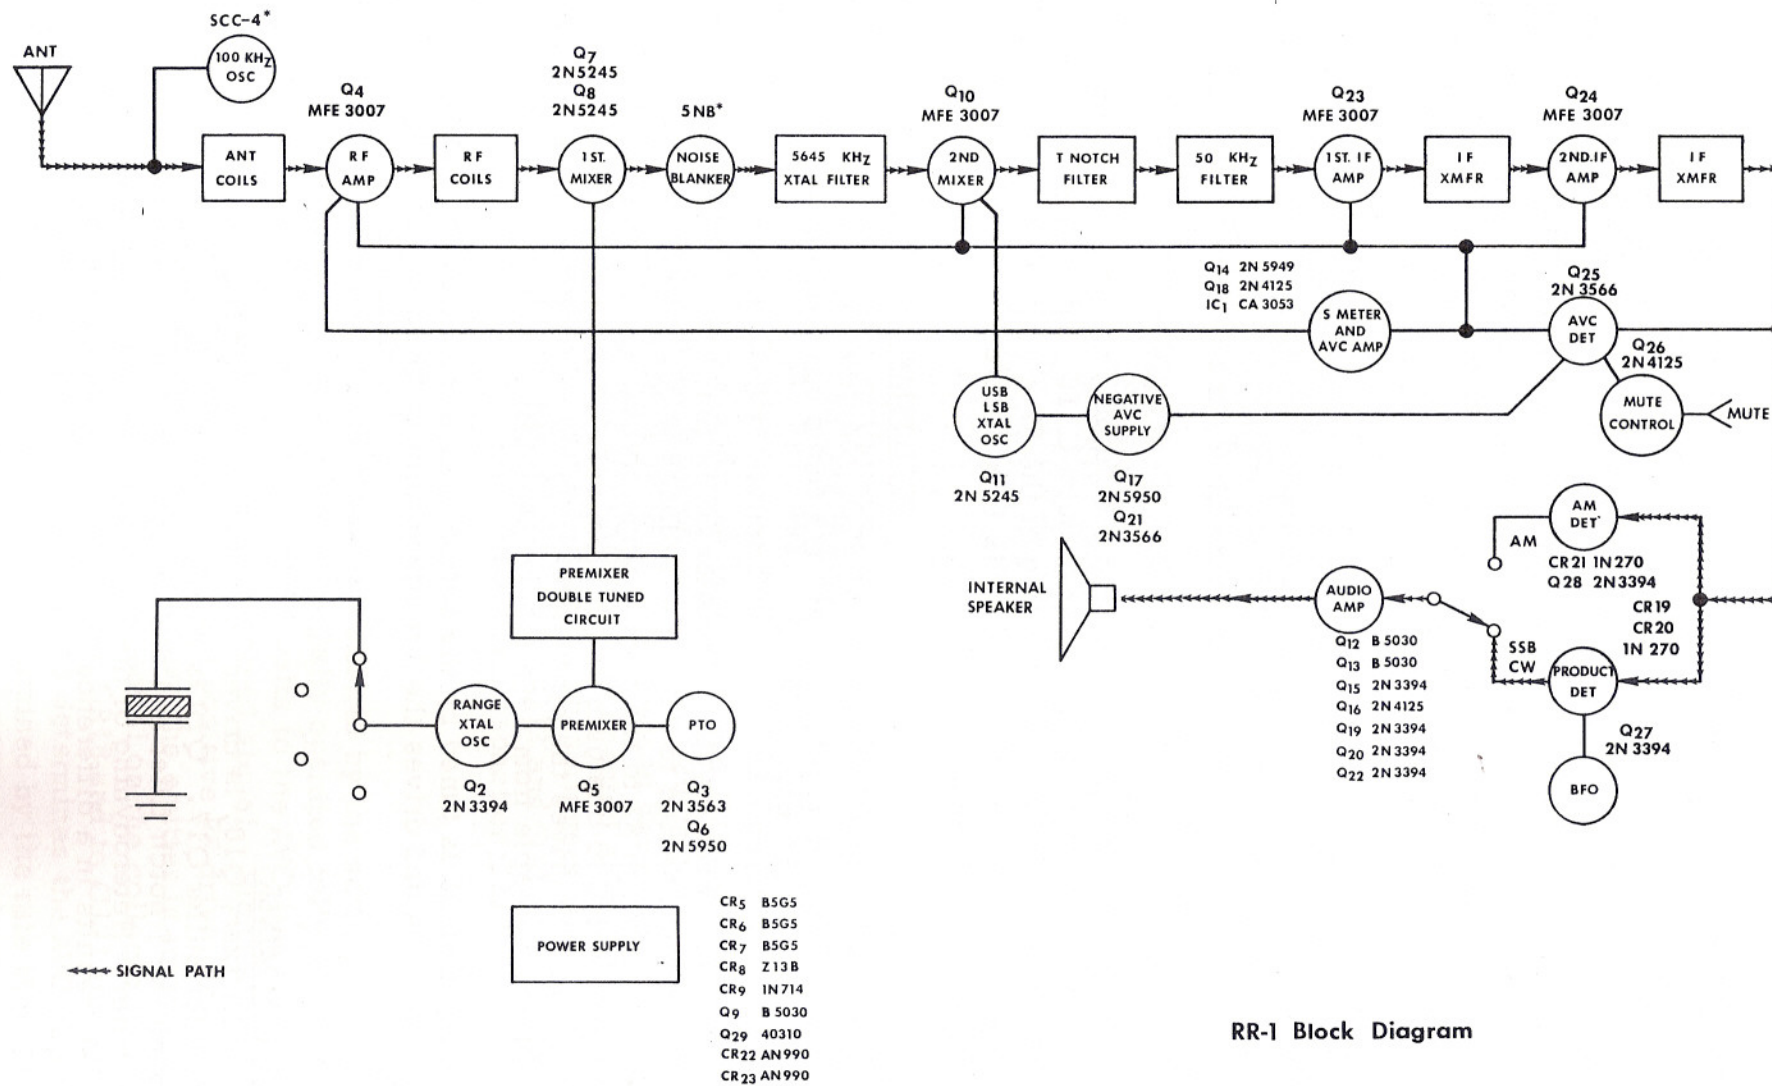 SCC-4*
100 KHZ
OSC
ANT
Q4
MFE 3007
Q7
2N5245
Q8
2N5245
5NB*
Q10
MFE 3007
Q23
MFE 3007
Q24
MFE 3007
ANT
COILS
RF
AMP
RF
COILS
1ST.
MIXER
NOISE
BLANKER
5645 KHZ
XTAL FILTER
2ND
MIXER
T NOTCH
FILTER
50 KHZ
FILTER
1ST. IF
AMP
IF
XMFR
2ND. IF
AMP
IF
XMFR
Q14 2N 5949
Q18 2N 4125
IC1 CA 3053
S METER
AND
AVC AMP
Q25
2N 3566
AVC
DET
Q26
2N4125
MUTE
CONTROL
MUTE
USB
LSB
XTAL
OSC
Q11
2N 5245
NEGATIVE
AVC
SUPPLY
Q17
2N5950
Q21
2N3566
AM
DET
AM
CR21 1N270
Q28 2N3394
CR19
CR20
1N 270
INTERNAL
SPEAKER
AUDIO
AMP
SSB
CW
PRODUCT
DET
Q12 B 5030
Q13 B 5030
Q15 2N 3394
Q16 2N 4125
Q19 2N 3394
Q20 2N 3394
Q22 2N 3394
Q27
2N 3394
BFO
PREMIXER
DOUBLE TUNED
CIRCUIT
RANGE
XTAL
OSC
PREMIXER
PTO
Q2
2N 3394
Q5
MFE 3007
Q3
2N 3563
Q6
2N 5950
POWER SUPPLY
CR5 B5G5
CR6 B5G5
CR7 B5G5
CR8 Z13B
CR9 1N714
Q9 B 5030
Q29 40310
CR22 AN990
CR23 AN990
SIGNAL PATH
RR-1 Block Diagram